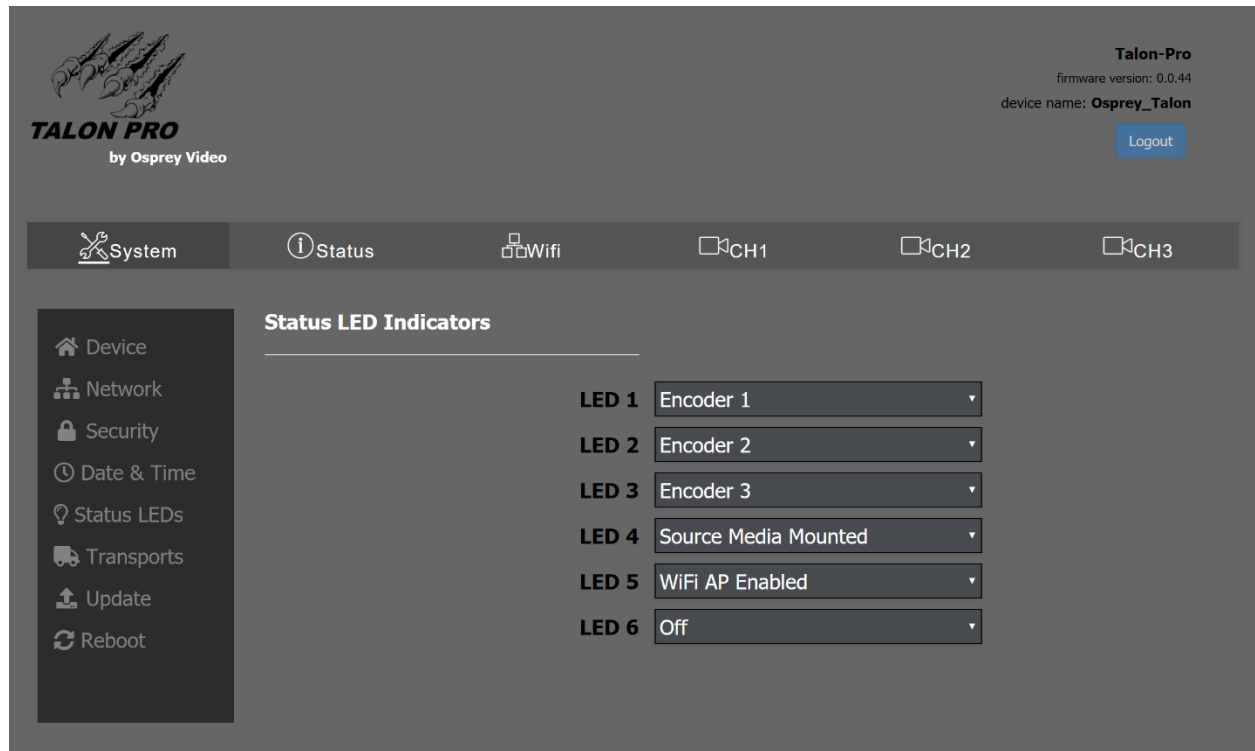 TALON PRO
by Osprey Video
Talon-Pro
firmware version: 0.0.44
device name: Osprey_Talon
Logout
System
Status
Wifi
CH1
CH2
CH3
Device
Network
Security
Date & Time
Status LEDs
Transports
Update
Reboot
Status LED Indicators
LED 1 Encoder 1
LED 2 Encoder 2
LED 3 Encoder 3
LED 4 Source Media Mounted
LED 5 WiFi AP Enabled
LED 6 Off